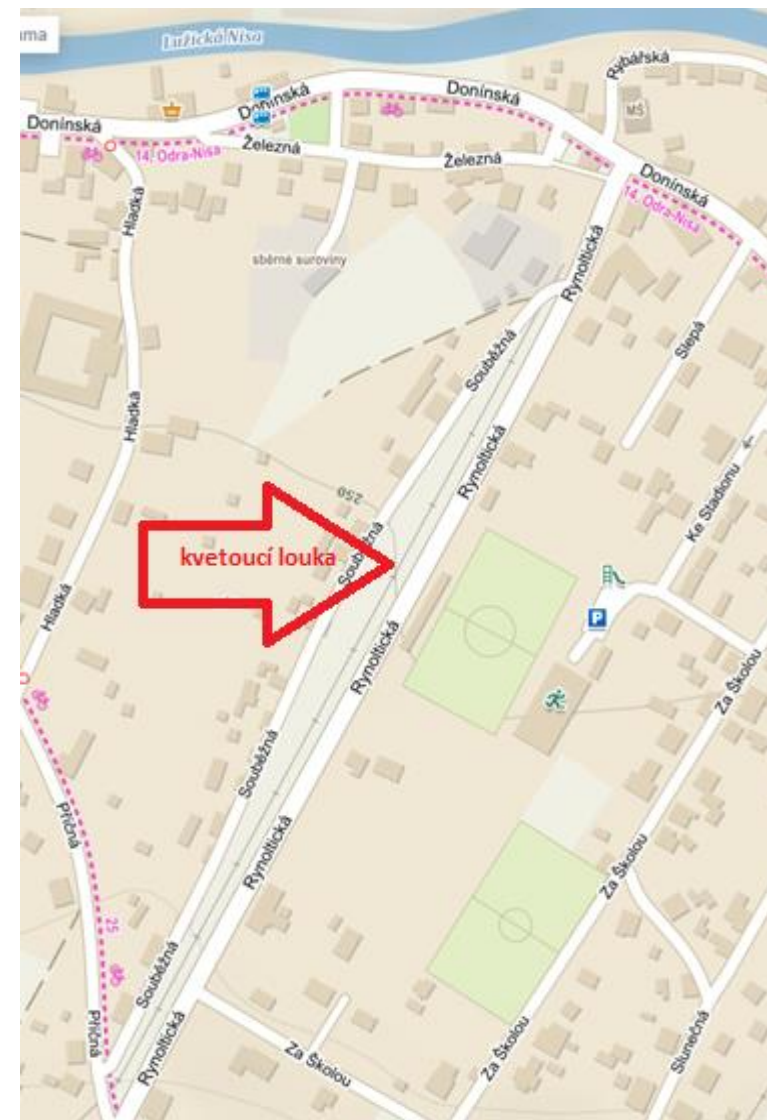 ıma
Lužická Nisa
Rybářská
Donínská
Donínská
MŠ
Donínská
Železná
14. Odra-Nisa
Železná
Donínská
14. Odra-Nisa
Hladká
sběrné suroviny
Rynoltická
Slepá
Souběžná
Hladká
Rynoltická
Ke Stadionu
250
kvetoucí louka
Souběžná
P
Hladká
Rynoltická
Za Školou
Souběžná
Příčná
Rynoltická
Za Školou
25
Souběžná
Příčná
Rynoltická
Za Školou
Za Školou
Slunečná